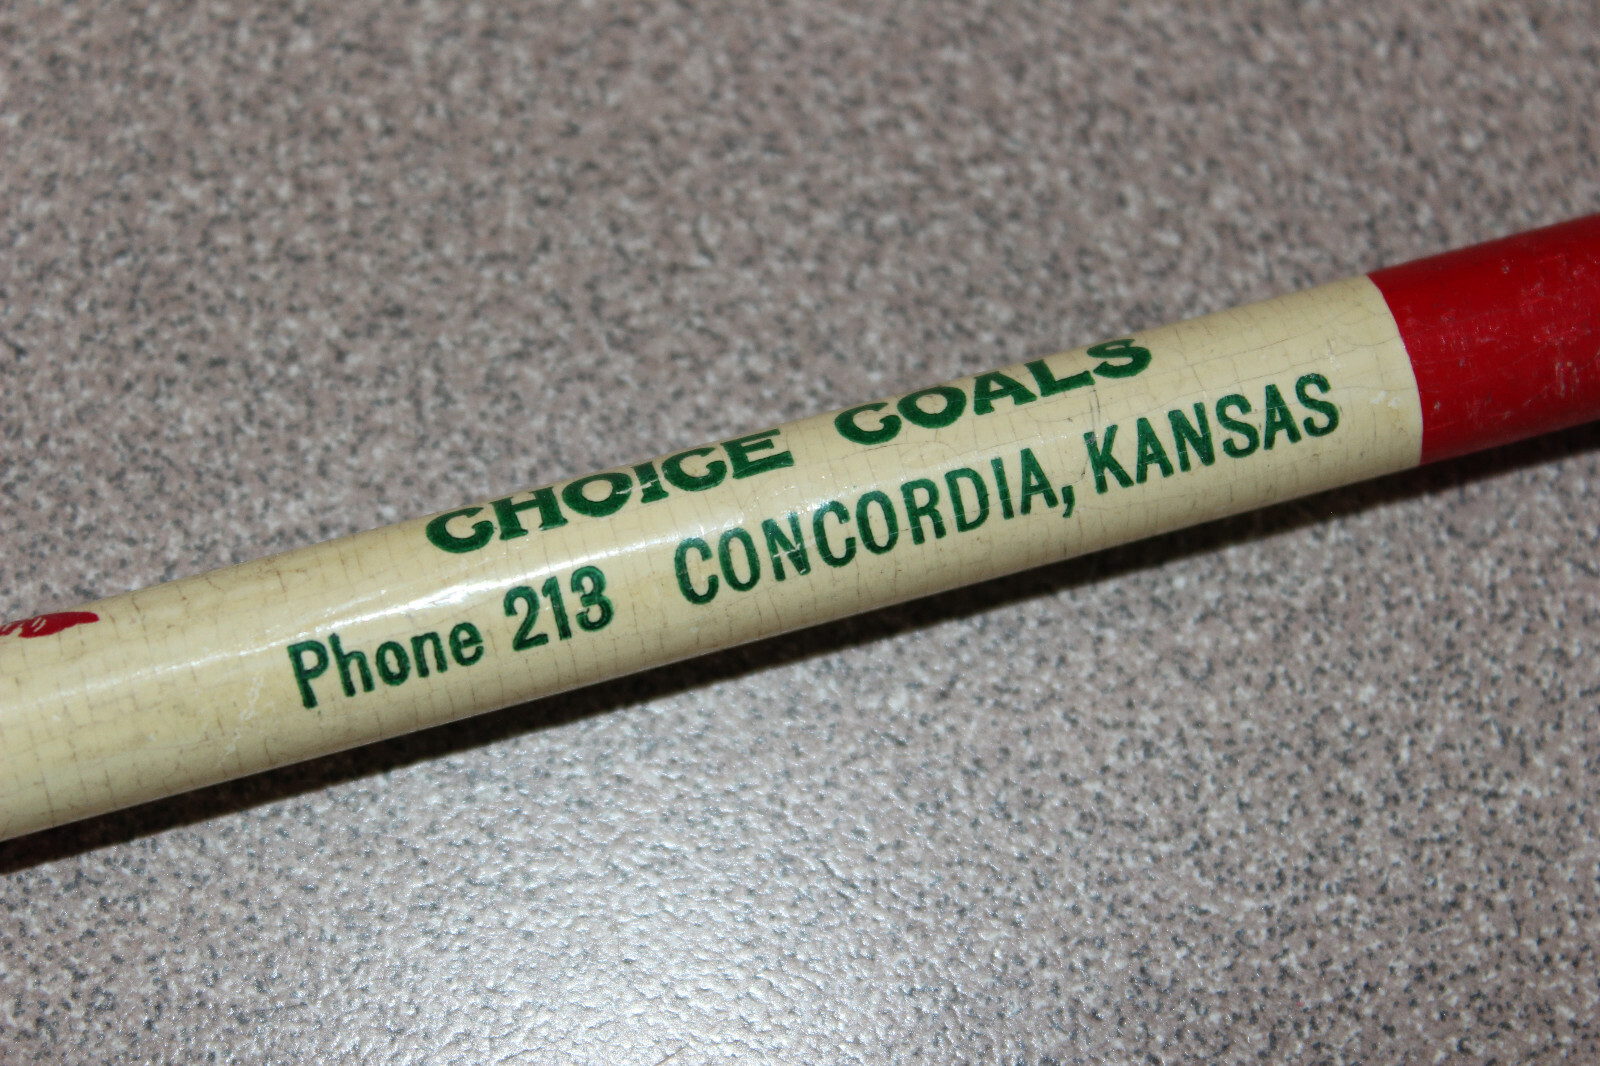 CHOICE COALS
Phone 213 CONCORDIA, KANSAS